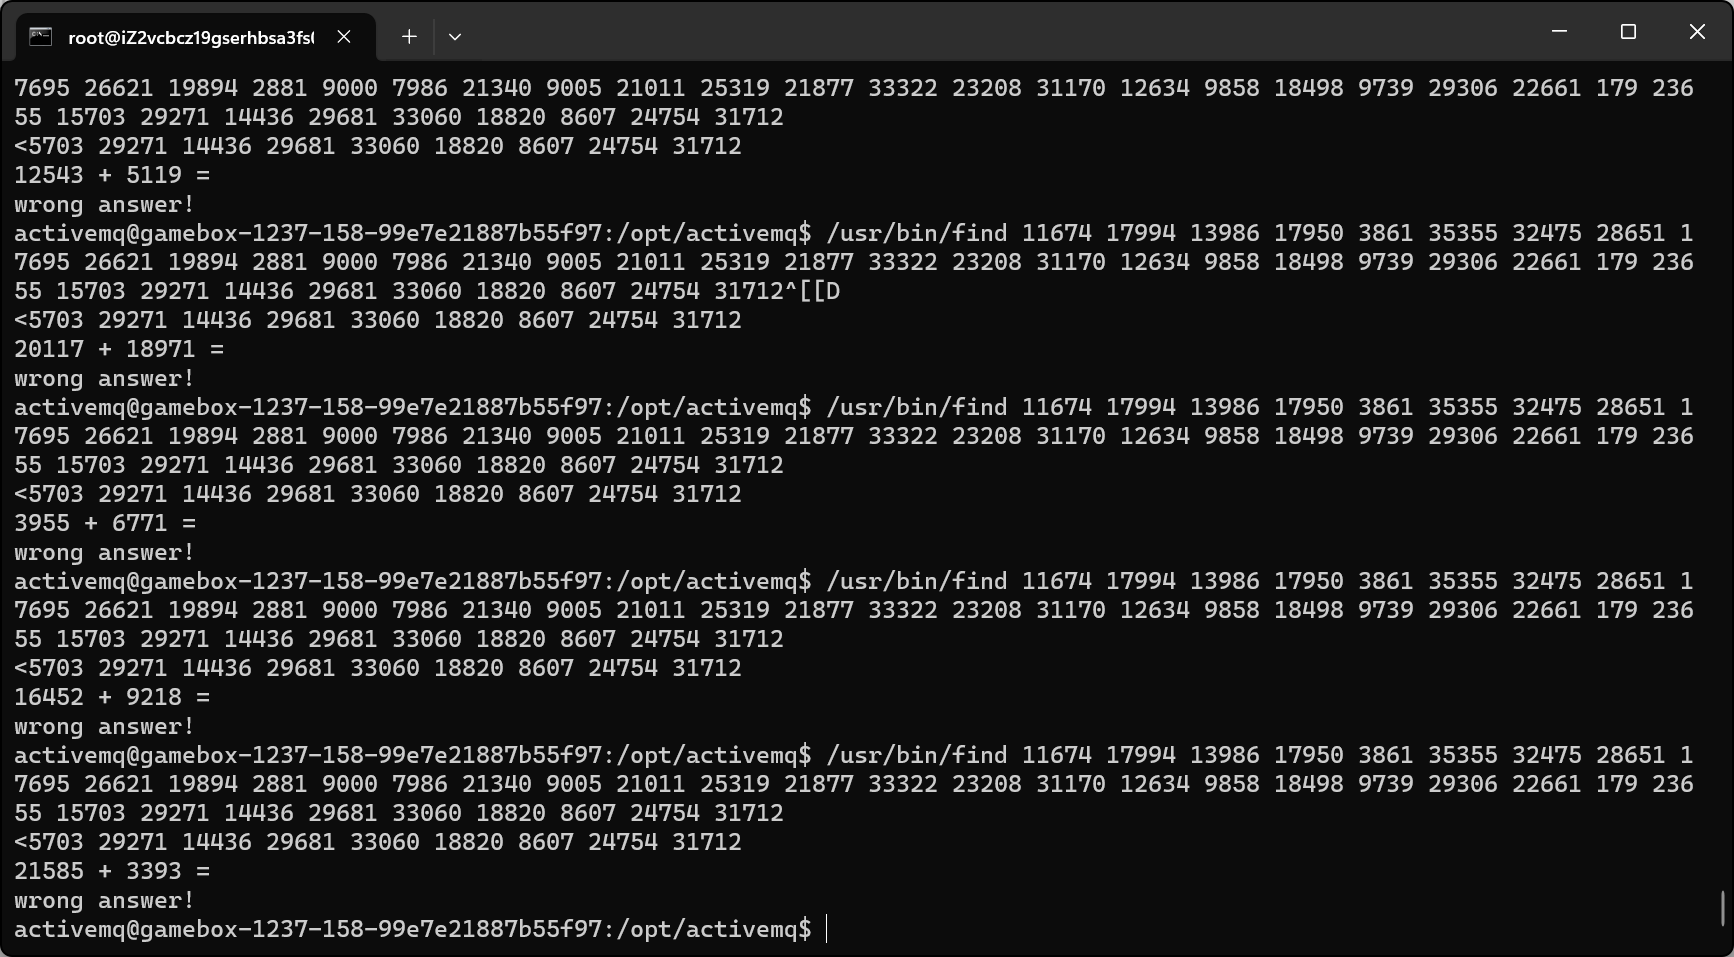 root@iZ2vcbcz19gserhbsa3fs
7695 26621 19894 2881 9000 7986 21340 9005 21011 25319 21877 33322 23208 31170 12634 9858 18498 9739 29306 22661 179 236
55 15703 29271 14436 29681 33060 18820 8607 24754 31712
<5703 29271 14436 29681 33060 18820 8607 24754 31712
12543 + 5119 =
wrong answer!
activemq@gamebox-1237-158-99e7e21887b55f97:/opt/activemq$ /usr/bin/find 11674 17994 13986 17950 3861 35355 32475 28651 1
7695 26621 19894 2881 9000 7986 21340 9005 21011 25319 21877 33322 23208 31170 12634 9858 18498 9739 29306 22661 179 236
55 15703 29271 14436 29681 33060 18820 8607 24754 31712^[[D
<5703 29271 14436 29681 33060 18820 8607 24754 31712
20117 + 18971 =
wrong answer!
activemq@gamebox-1237-158-99e7e21887b55f97:/opt/activemq$ /usr/bin/find 11674 17994 13986 17950 3861 35355 32475 28651 1
7695 26621 19894 2881 9000 7986 21340 9005 21011 25319 21877 33322 23208 31170 12634 9858 18498 9739 29306 22661 179 236
55 15703 29271 14436 29681 33060 18820 8607 24754 31712
<5703 29271 14436 29681 33060 18820 8607 24754 31712
3955 + 6771 =
wrong answer!
activemq@gamebox-1237-158-99e7e21887b55f97:/opt/activemq$ /usr/bin/find 11674 17994 13986 17950 3861 35355 32475 28651 1
7695 26621 19894 2881 9000 7986 21340 9005 21011 25319 21877 33322 23208 31170 12634 9858 18498 9739 29306 22661 179 236
55 15703 29271 14436 29681 33060 18820 8607 24754 31712
<5703 29271 14436 29681 33060 18820 8607 24754 31712
16452 + 9218 =
wrong answer!
activemq@gamebox-1237-158-99e7e21887b55f97:/opt/activemq$ /usr/bin/find 11674 17994 13986 17950 3861 35355 32475 28651 1
7695 26621 19894 2881 9000 7986 21340 9005 21011 25319 21877 33322 23208 31170 12634 9858 18498 9739 29306 22661 179 236
55 15703 29271 14436 29681 33060 18820 8607 24754 31712
<5703 29271 14436 29681 33060 18820 8607 24754 31712
21585 + 3393 =
wrong answer!
activemq@gamebox-1237-158-99e7e21887b55f97:/opt/activemq$